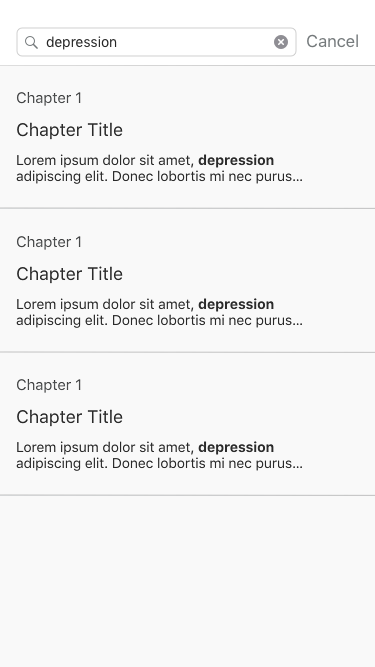 depression
Cancel
Chapter 1
Chapter Title
Lorem ipsum dolor sit amet, depression
adipiscing elit. Donec lobortis mi nec purus...
Chapter 1
Chapter Title
Lorem ipsum dolor sit amet, depression
adipiscing elit. Donec lobortis mi nec purus...
Chapter 1
Chapter Title
Lorem ipsum dolor sit amet, depression
adipiscing elit. Donec lobortis mi nec purus...